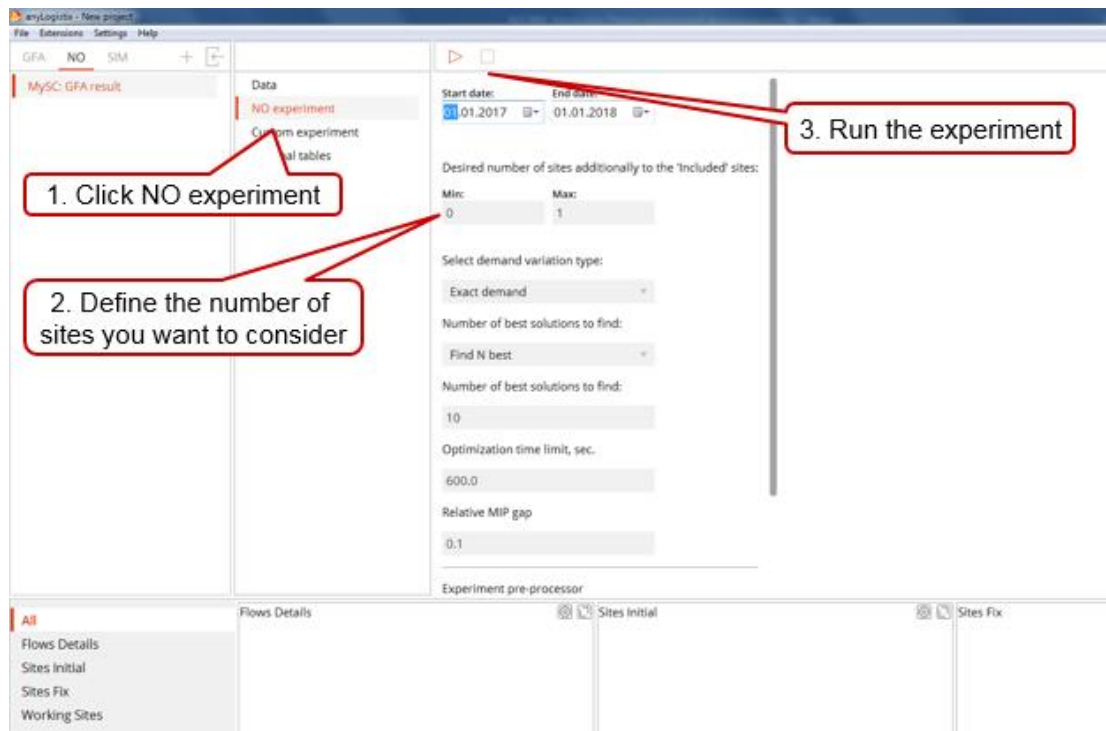 anyLogistix - New project
File Extensions Settings Help
GFA NO SIM
MySC: GFA result
Data
NO experiment
Custom experiment
tables
Start date: End date:
01.01.2017 01.01.2018
Desired number of sites additionally to the 'Included' sites:
Min: Max:
0 1
Select demand variation type:
Exact demand
Number of best solutions to find:
Find N best
Number of best solutions to find:
10
Optimization time limit, sec.
600.0
Relative MIP gap
0.1
Experiment pre-processor
1. Click NO experiment
2. Define the number of
sites you want to consider
3. Run the experiment
All
Flows Details
Sites Initial
Sites Fix
Working Sites
Flows Details
Sites Initial
Sites Fix